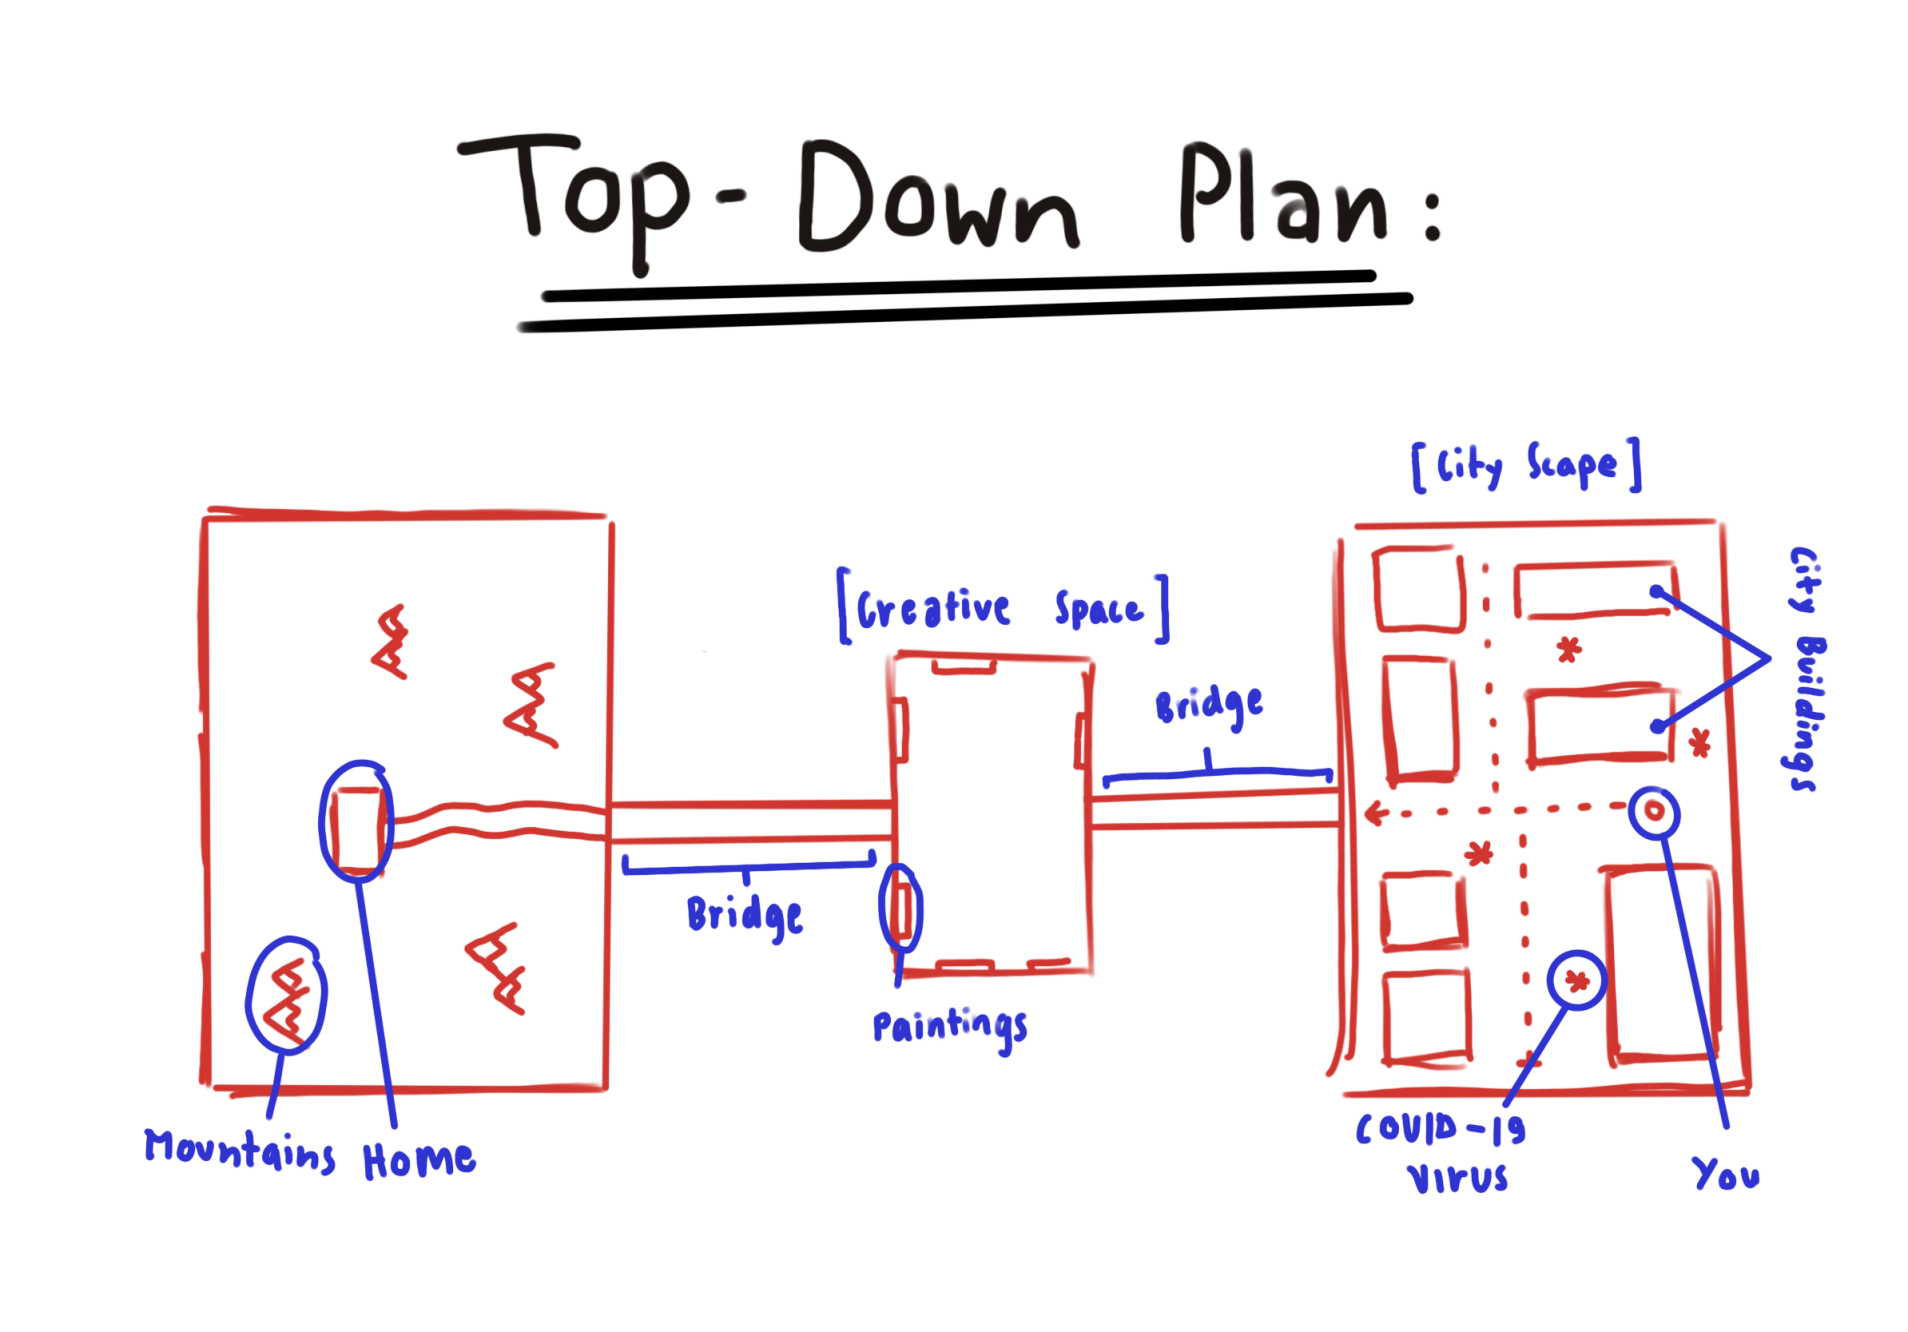 Top-Down Plan:
[City Scape]
[Creative Space]
City Buildings
Bridge
Bridge
Paintings
Mountains
Home
COVID-19
Virus
You